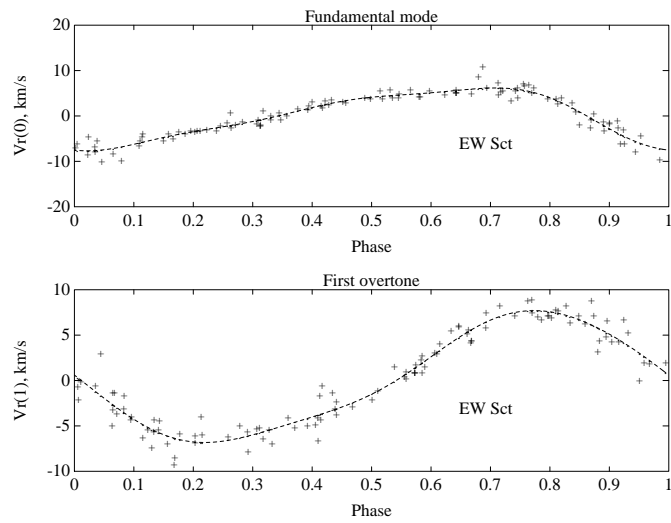 Fundamental mode
20
10
0
-10
-20
Vr(0), km/s
EW Sct
0 0.1 0.2 0.3 0.4 0.5 0.6 0.7 0.8 0.9 1
Phase
First overtone
10
5
0
-5
-10
Vr(1), km/s
EW Sct
0 0.1 0.2 0.3 0.4 0.5 0.6 0.7 0.8 0.9 1
Phase